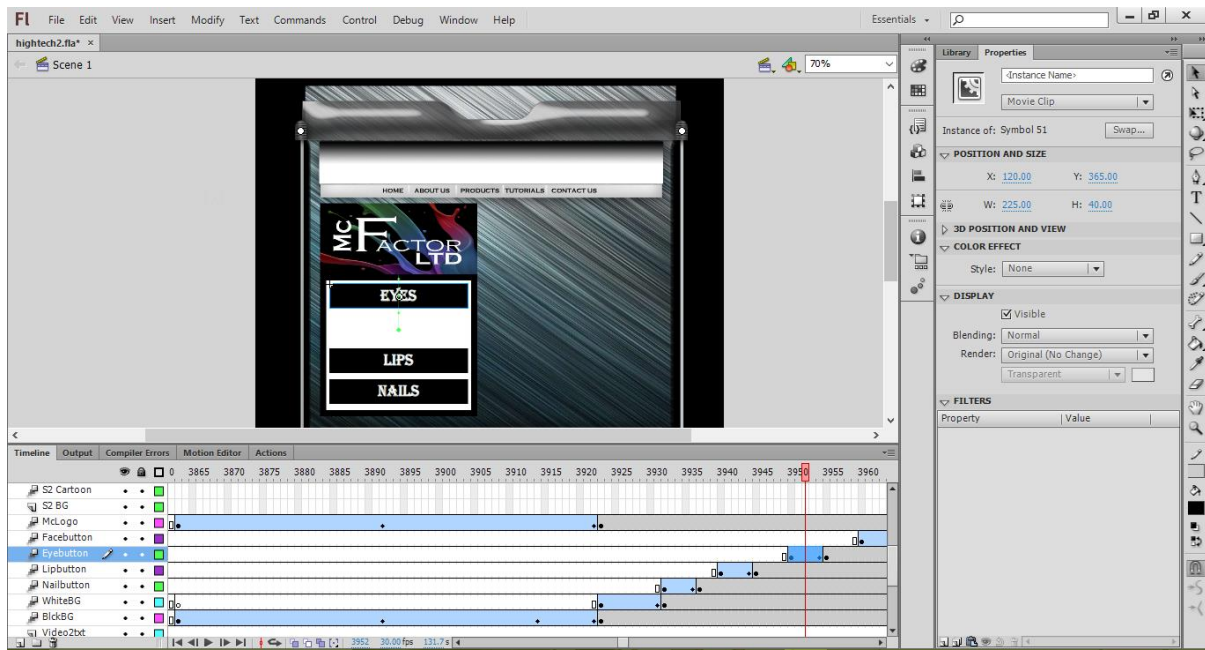 Fl File Edit View Insert Modify Text Commands Control Debug Window Help Essentials
hightech2.fla* ×
Scene 1 70%
Library Properties
<Instance Name>
Movie Clip
Instance of: Symbol 51 Swap...
POSITION AND SIZE
X: 120.00 Y: 365.00
W: 225.00 H: 40.00
3D POSITION AND VIEW
COLOR EFFECT
Style: None
DISPLAY
Visible
Blending: Normal
Render: Original (No Change)
Transparent
FILTERS
Property Value
HOME ABOUT US PRODUCTS TUTORIALS CONTACT US
MC FACTOR
LTD
EYES
LIPS
NAILS
Timeline Output Compiler Errors Motion Editor Actions
0 3865 3870 3875 3880 3885 3890 3895 3900 3905 3910 3915 3920 3925 3930 3935 3940 3945 3950 3955 3960
S2 Cartoon
S2 BG
McLogo
Facebutton
Eyebutton
Lipbutton
Nailbutton
WhiteBG
BlckBG
Video2txt
3952 30.00 fps 131.7 s